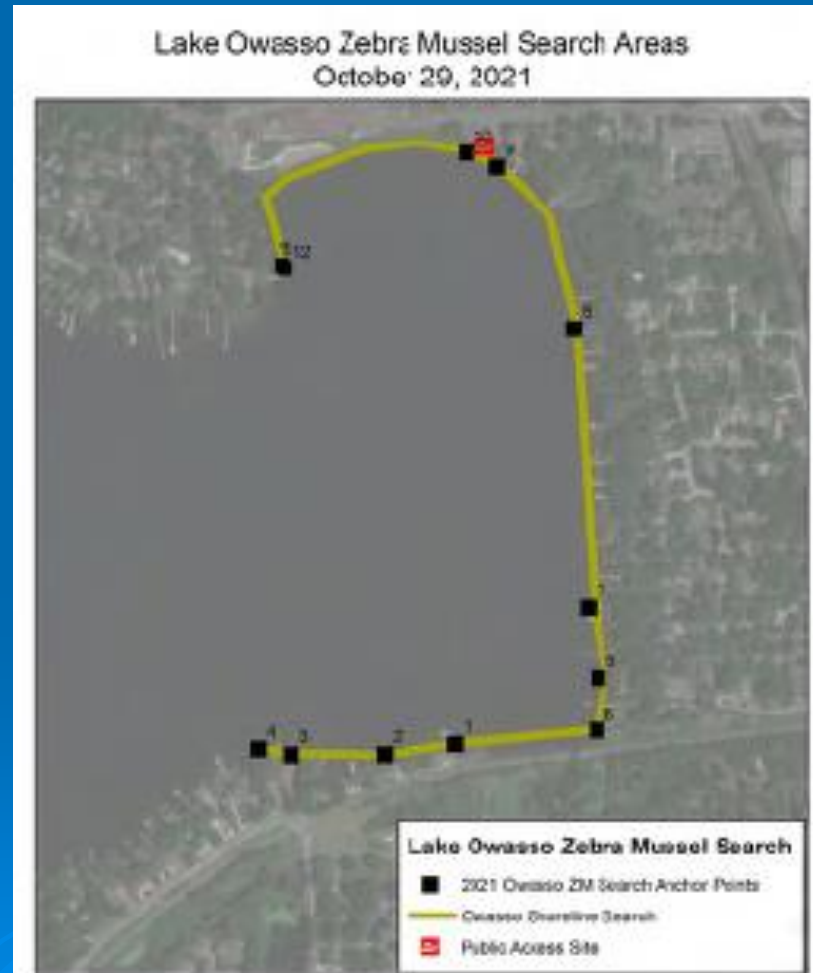 Lake Owasso Zebra Mussel Search Areas
October 29, 2021
12
8
7
6
4
3
2
1
Lake Owasso Zebra Mussel Search
2021 Owasso ZM Search Anchor Points
Owasso Shoreline Search
Public Access Site